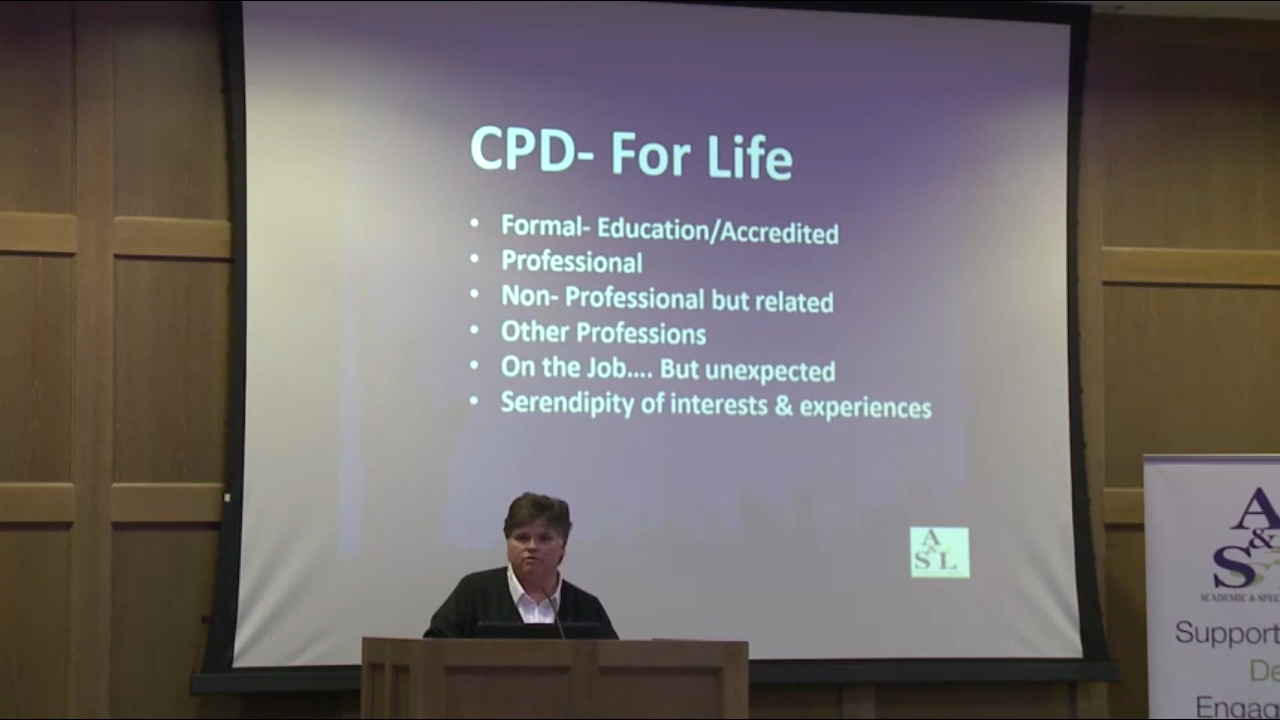 CPD- For Life
• Formal- Education/Accredited
• Professional
• Non- Professional but related
• Other Professions
• On the Job.... But unexpected
• Serendipity of interests & experiences
A
&
S L
A
&
S
ACADEMIC & SPEC
Support
De
Engag